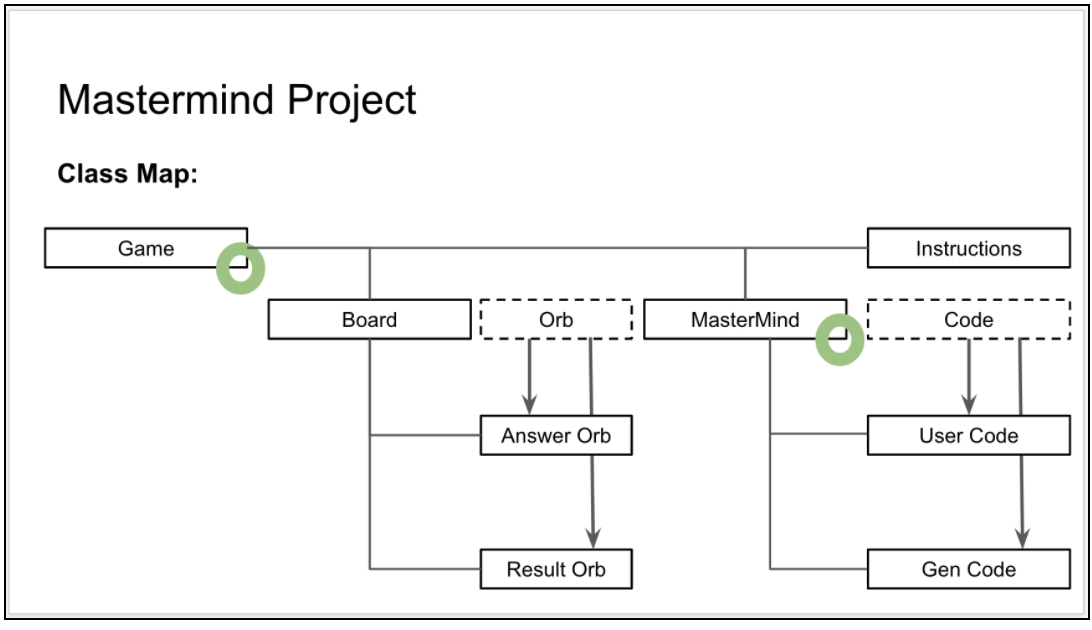 Mastermind Project
Class Map:
Game
Instructions
Board
Orb
MasterMind
Code
Answer Orb
User Code
Result Orb
Gen Code